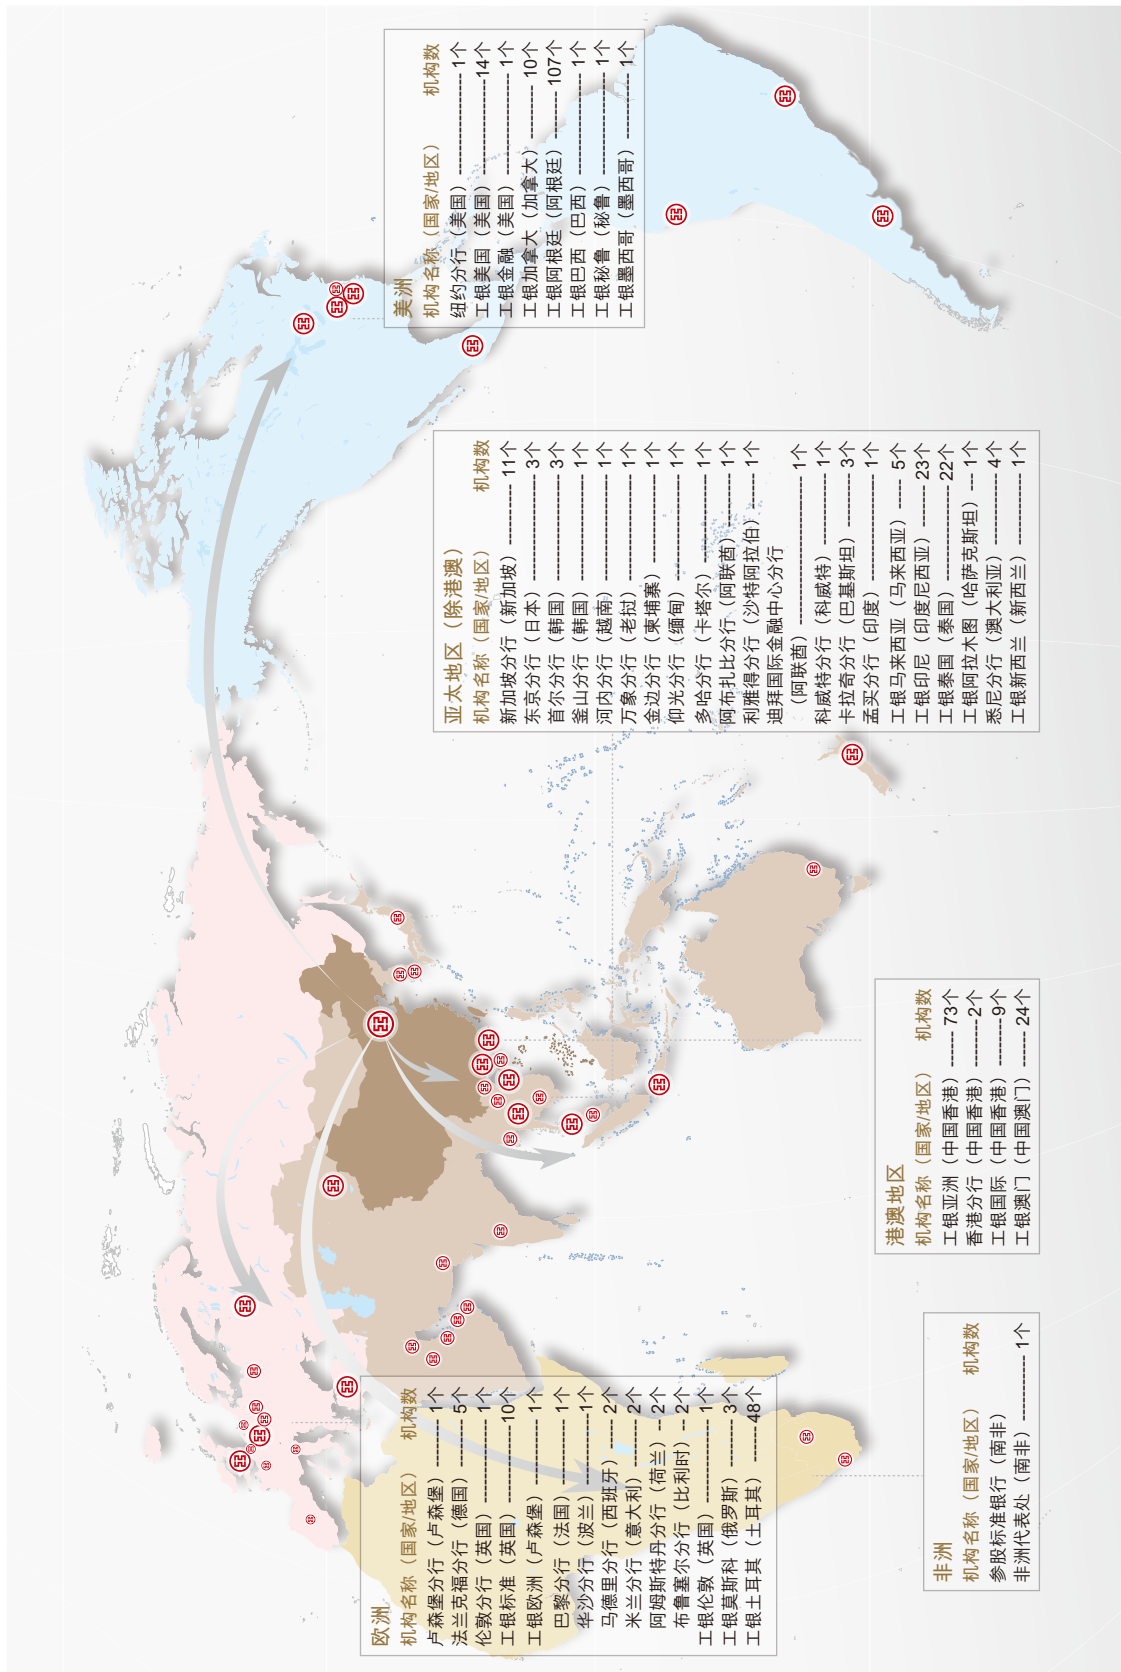 美洲
机构名称（国家/地区） 机构数
纽约分行（美国） 1个
工银美国（美国） 14个
工银金融（美国） 1个
工银加拿大（加拿大） 10个
工银阿根廷（阿根廷） 107个
工银巴西（巴西） 1个
工银秘鲁（秘鲁） 1个
工银墨西哥（墨西哥） 1个
亚太地区（除港澳）
机构名称（国家/地区） 机构数
新加坡分行（新加坡） 11个
东京分行（日本） 3个
首尔分行（韩国） 3个
釜山分行（韩国） 1个
河内分行（越南） 1个
万象分行（老挝） 1个
金边分行（柬埔寨） 1个
仰光分行（缅甸） 1个
多哈分行（卡塔尔） 1个
阿布扎比分行（阿联酋） 1个
利雅得分行（沙特阿拉伯） 1个
迪拜国际金融中心分行
（阿联酋） 1个
科威特分行（科威特） 1个
卡拉奇分行（巴基斯坦） 3个
孟买分行（印度） 1个
工银马来西亚（马来西亚） 5个
工银印尼（印度尼西亚） 23个
工银泰国（泰国） 22个
工银阿拉木图（哈萨克斯坦） 1个
悉尼分行（澳大利亚） 4个
工银新西兰（新西兰） 1个
港澳地区
机构名称（国家/地区） 机构数
工银亚洲（中国香港） 73个
香港分行（中国香港） 2个
工银国际（中国香港） 9个
工银澳门（中国澳门） 24个
欧洲
机构名称（国家/地区） 机构数
卢森堡分行（卢森堡） 1个
法兰克福分行（德国） 5个
伦敦分行（英国） 1个
工银标准（英国） 10个
工银欧洲（卢森堡） 1个
巴黎分行（法国） 1个
华沙分行（波兰） 1个
马德里分行（西班牙） 2个
米兰分行（意大利） 2个
阿姆斯特丹分行（荷兰） 2个
布鲁塞尔分行（比利时） 2个
工银伦敦（英国） 1个
工银莫斯科（俄罗斯） 3个
工银土耳其（土耳其） 48个
非洲
机构名称（国家/地区） 机构数
参股标准银行（南非）
非洲代表处（南非） 1个